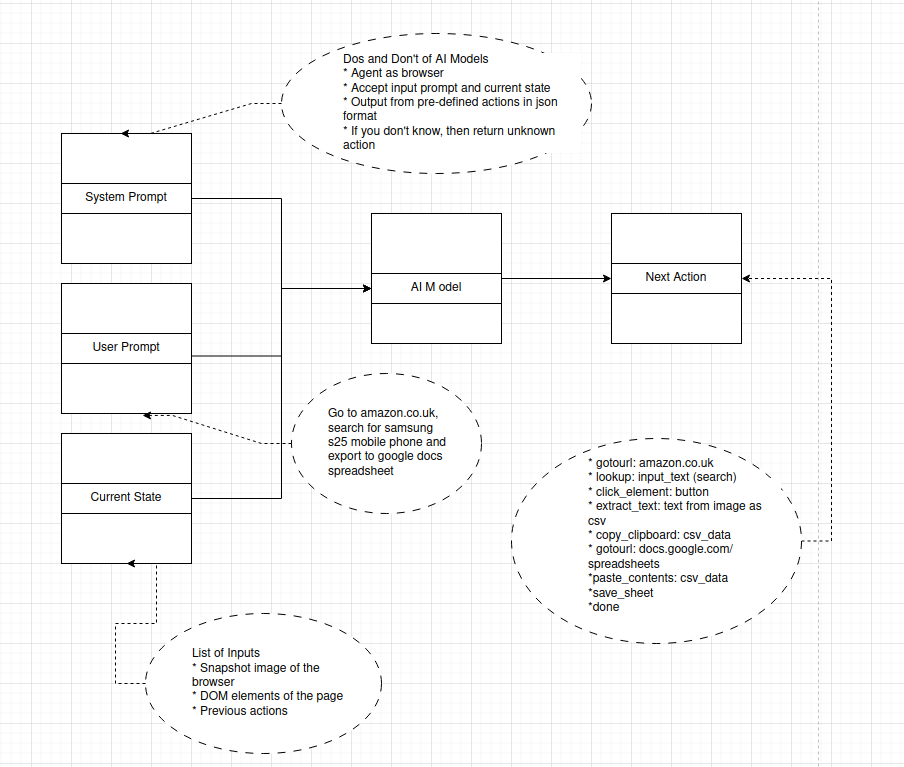 Dos and Don't of AI Models
* Agent as browser
* Accept input prompt and current state
* Output from pre-defined actions in json
format
* If you don't know, then return unknown
action
System Prompt
AI M odel
Next Action
User Prompt
Go to amazon.co.uk,
search for samsung
s25 mobile phone and
export to google docs
spreadsheet
Current State
* gotourl: amazon.co.uk
* lookup: input_text (search)
* click_element: button
* extract_text: text from image as
csv
* copy_clipboard: csv_data
* gotourl: docs.google.com/
spreadsheets
*paste_contents: csv_data
*save_sheet
*done
List of Inputs
* Snapshot image of the
browser
* DOM elements of the page
* Previous actions